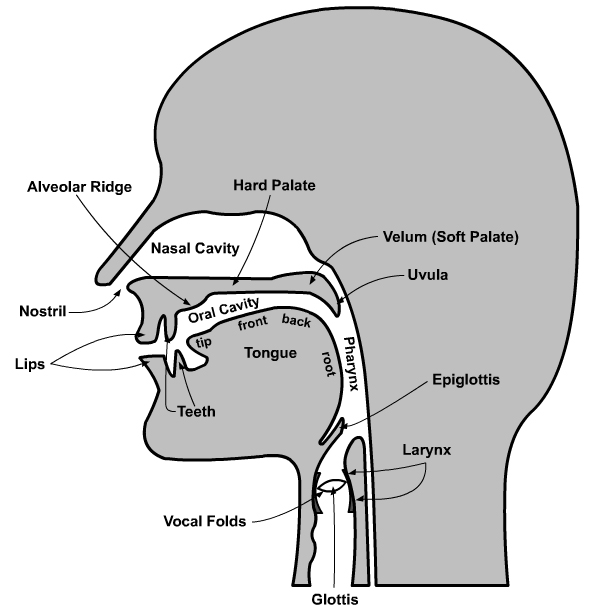 Alveolar Ridge
Hard Palate
Nasal Cavity
Velum (Soft Palate)
Uvula
Nostril
Oral Cavity
tip
front
back
root
Tongue
Pharynx
Lips
Teeth
Epiglottis
Larynx
Vocal Folds
Glottis